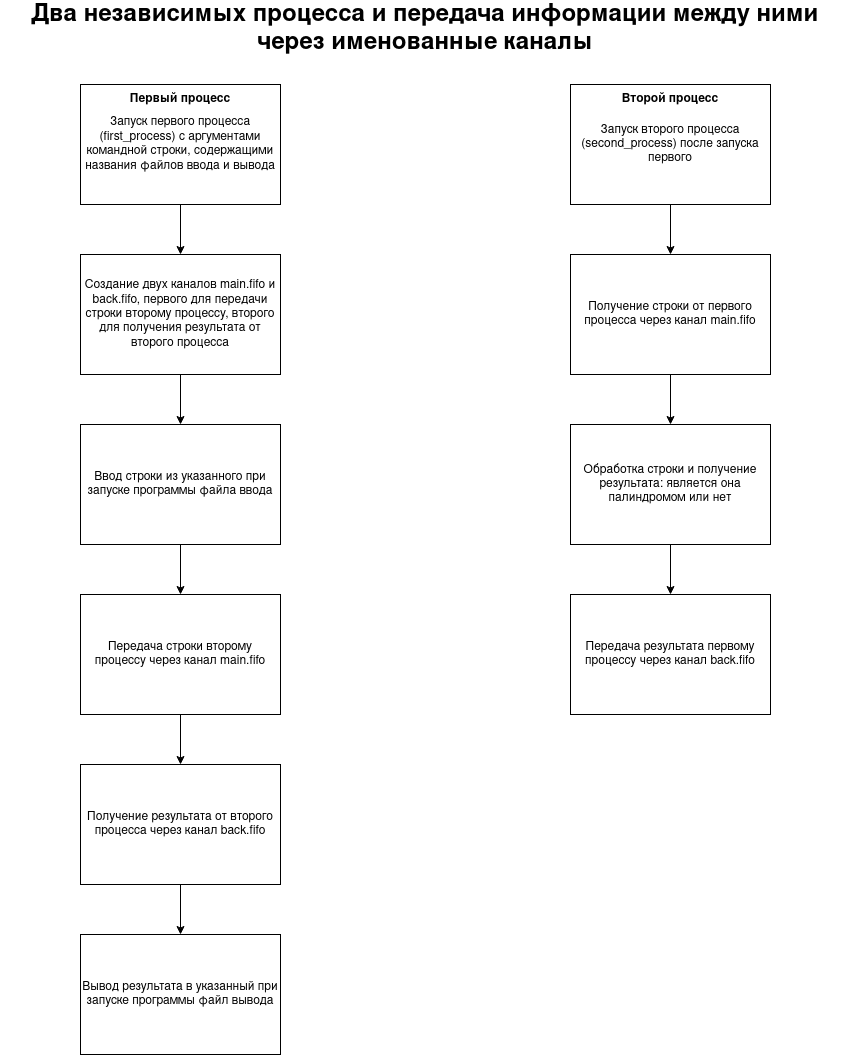 Два независимых процесса и передача информации между ними
через именованные каналы
Первый процесс
Запуск первого процесса
(first_process) с аргументами
командной строки, содержащими
названия файлов ввода и вывода
Создание двух каналов main.fifo и
back.fifo, первого для передачи
строки второму процессу, второго
для получения результата от
второго процесса
Ввод строки из указанного при
запуске программы файла ввода
Передача строки второму
процессу через канал main.fifo
Получение результата от второго
процесса через канал back.fifo
Вывод результата в указанный при
запуске программы файл вывода
Второй процесс
Запуск второго процесса
(second_process) после запуска
первого
Получение строки от первого
процесса через канал main.fifo
Обработка строки и получение
результата: является она
палиндромом или нет
Передача результата первому
процессу через канал back.fifo